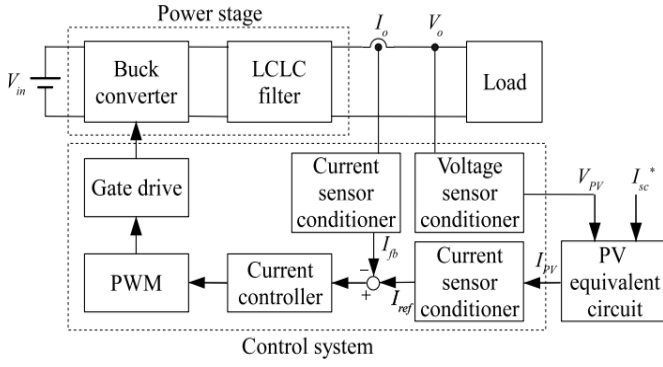 Power stage
I_o
V_o
V_in
Buck
converter
LCLC
filter
Load
Gate drive
Current
sensor
conditioner
Voltage
sensor
conditioner
V_PV
I_sc*
I_fb
PWM
Current
controller
−
+
I_ref
Current
sensor
conditioner
I_PV
PV
equivalent
circuit
Control system